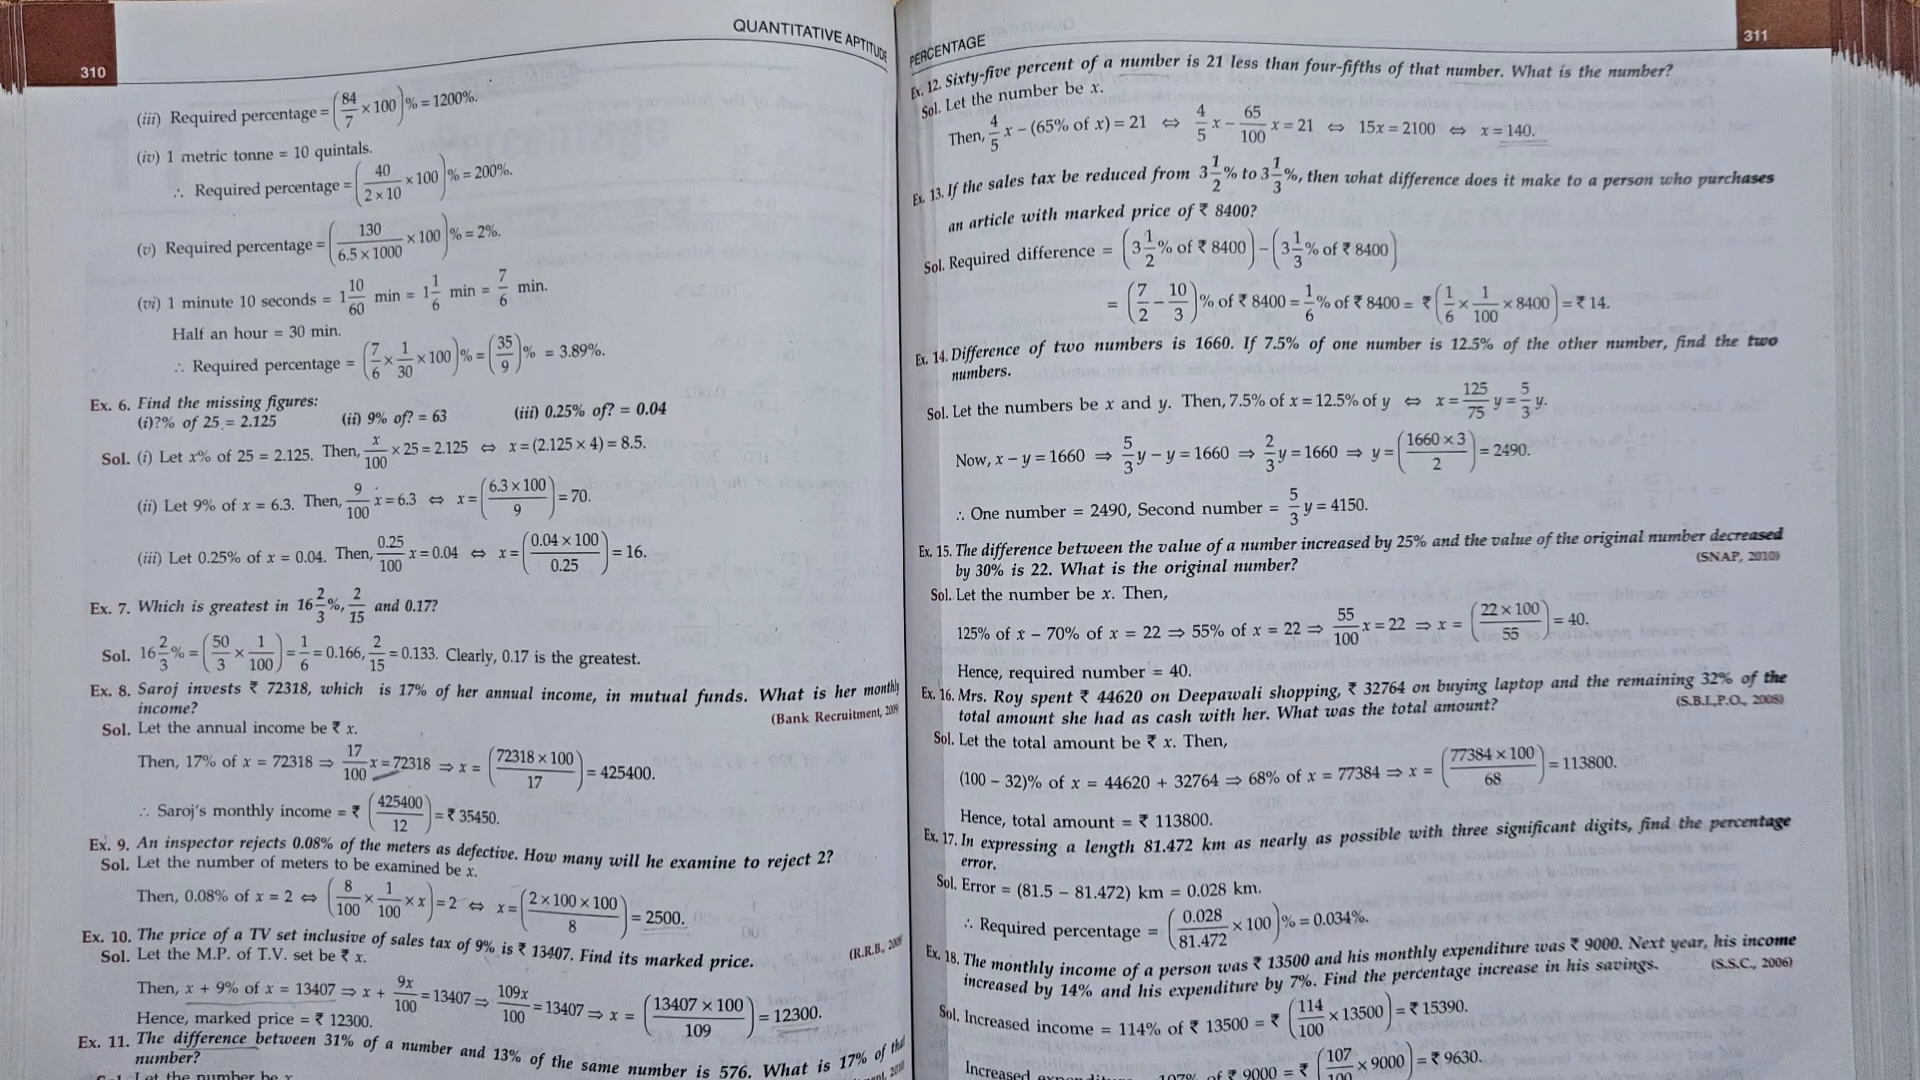 QUANTITATIVE APTITUDE
310
(iii) Required percentage = (84/7 × 100)% = 1200%.
(iv) 1 metric tonne = 10 quintals.
∴ Required percentage = (40/(2 × 10) × 100)% = 200%.
(v) Required percentage = (130/(6.5 × 1000) × 100)% = 2%.
(vi) 1 minute 10 seconds = 1 10/60 min = 1 1/6 min = 7/6 min.
Half an hour = 30 min.
∴ Required percentage = (7/6 × 1/30 × 100)% = (35/9)% = 3.89%.
Ex. 6. Find the missing figures:
(i)?% of 25 = 2.125 (ii) 9% of? = 63 (iii) 0.25% of? = 0.04
Sol. (i) Let x% of 25 = 2.125. Then, x/100 × 25 = 2.125 ⇔ x = (2.125 × 4) = 8.5.
(ii) Let 9% of x = 6.3. Then, 9/100 x = 6.3 ⇔ x = (6.3 × 100/9) = 70.
(iii) Let 0.25% of x = 0.04. Then, 0.25/100 x = 0.04 ⇔ x = (0.04 × 100/0.25) = 16.
Ex. 7. Which is greatest in 16 2/3 %, 2/15 and 0.17?
Sol. 16 2/3 % = (50/3 × 1/100) = 1/6 = 0.166, 2/15 = 0.133. Clearly, 0.17 is the greatest.
Ex. 8. Saroj invests ₹ 72318, which is 17% of her annual income, in mutual funds. What is her monthly
income?
(Bank Recruitment, 2009
Sol. Let the annual income be ₹ x.
Then, 17% of x = 72318 ⇒ 17/100 x = 72318 ⇒ x = (72318 × 100/17) = 425400.
∴ Saroj's monthly income = ₹ (425400/12) = ₹ 35450.
Ex. 9. An inspector rejects 0.08% of the meters as defective. How many will he examine to reject 2?
Sol. Let the number of meters to be examined be x.
Then, 0.08% of x = 2 ⇔ (8/100 × 1/100 × x) = 2 ⇔ x = (2 × 100 × 100/8) = 2500.
Ex. 10. The price of a TV set inclusive of sales tax of 9% is ₹ 13407. Find its marked price.
(R.R.B., 200
Sol. Let the M.P. of T.V. set be ₹ x.
Then, x + 9% of x = 13407 ⇒ x + 9x/100 = 13407 ⇒ 109x/100 = 13407 ⇒ x = (13407 × 100/109) = 12300.
Hence, marked price = ₹ 12300.
Ex. 11. The difference between 31% of a number and 13% of the same number is 576. What is 17% of that
number?
Let the number be x
PERCENTAGE
311
Ex. 12. Sixty-five percent of a number is 21 less than four-fifths of that number. What is the number?
Sol. Let the number be x.
Then, 4/5 x – (65% of x) = 21 ⇔ 4/5 x – 65/100 x = 21 ⇔ 15x = 2100 ⇔ x = 140.
Ex. 13. If the sales tax be reduced from 3 1/2 % to 3 1/3 %, then what difference does it make to a person who purchases
an article with marked price of ₹ 8400?
Sol. Required difference = (3 1/2 % of ₹ 8400) – (3 1/3 % of ₹ 8400)
= (7/2 – 10/3)% of ₹ 8400 = 1/6 % of ₹ 8400 = ₹ (1/6 × 1/100 × 8400) = ₹ 14.
Ex. 14. Difference of two numbers is 1660. If 7.5% of one number is 12.5% of the other number, find the two
numbers.
Sol. Let the numbers be x and y. Then, 7.5% of x = 12.5% of y ⇔ x = 125/75 y = 5/3 y.
Now, x – y = 1660 ⇒ 5/3 y – y = 1660 ⇒ 2/3 y = 1660 ⇒ y = (1660 × 3/2) = 2490.
∴ One number = 2490, Second number = 5/3 y = 4150.
Ex. 15. The difference between the value of a number increased by 25% and the value of the original number decreased
by 30% is 22. What is the original number?
(SNAP, 2010)
Sol. Let the number be x. Then,
125% of x – 70% of x = 22 ⇒ 55% of x = 22 ⇒ 55/100 x = 22 ⇒ x = (22 × 100/55) = 40.
Hence, required number = 40.
Ex. 16. Mrs. Roy spent ₹ 44620 on Deepawali shopping, ₹ 32764 on buying laptop and the remaining 32% of the
total amount she had as cash with her. What was the total amount?
(S.B.I.P.O., 2008)
Sol. Let the total amount be ₹ x. Then,
(100 – 32)% of x = 44620 + 32764 ⇒ 68% of x = 77384 ⇒ x = (77384 × 100/68) = 113800.
Hence, total amount = ₹ 113800.
Ex. 17. In expressing a length 81.472 km as nearly as possible with three significant digits, find the percentage
error.
Sol. Error = (81.5 – 81.472) km = 0.028 km.
∴ Required percentage = (0.028/81.472 × 100)% = 0.034%.
Ex. 18. The monthly income of a person was ₹ 13500 and his monthly expenditure was ₹ 9000. Next year, his income
increased by 14% and his expenditure by 7%. Find the percentage increase in his savings.
(S.S.C., 2006)
Sol. Increased income = 114% of ₹ 13500 = ₹ (114/100 × 13500) = ₹ 15390.
Increased 107% of ₹ 9000 = ₹ (107/100 × 9000) = ₹ 9630.